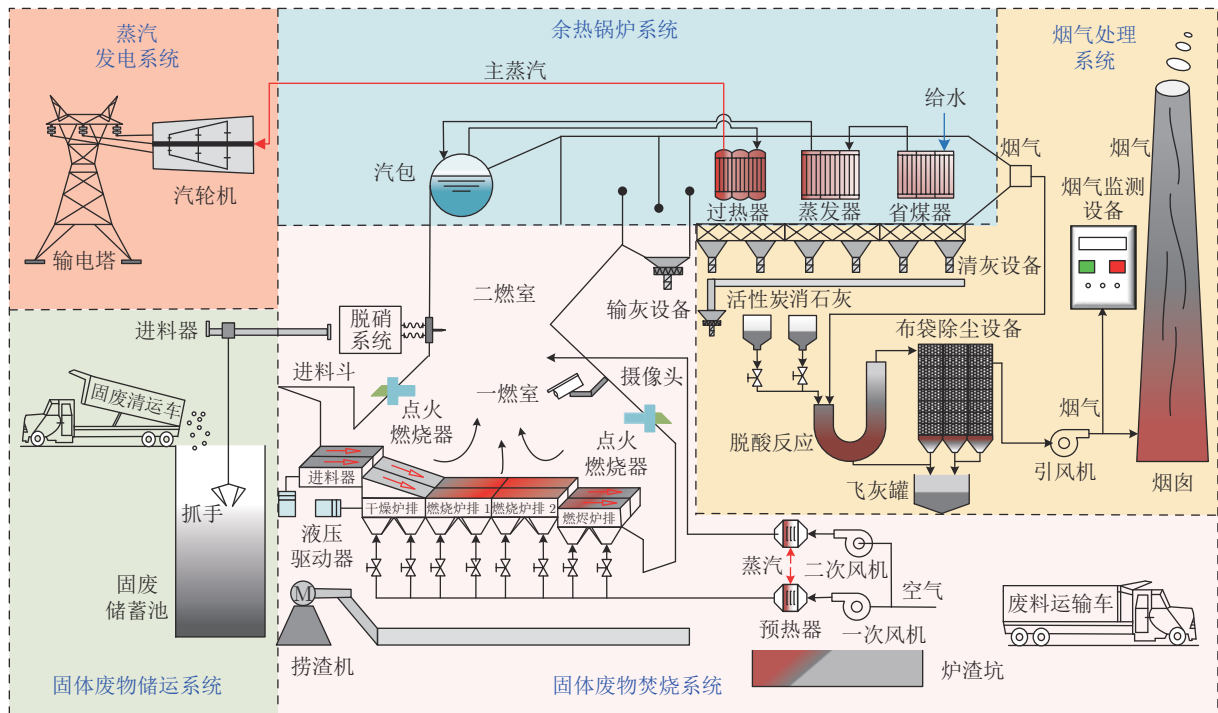 蒸汽
发电系统
输电塔
汽轮机
余热锅炉系统
主蒸汽
给水
汽包
过热器
蒸发器
省煤器
烟气处理
系统
烟气
烟气
烟气监测
设备
清灰设备
活性炭消石灰
布袋除尘设备
脱酸反应
飞灰罐
烟气
引风机
烟囱
进料器
固废清运车
抓手
固废
储蓄池
固体废物储运系统
脱硝
系统
进料斗
二燃室
输灰设备
一燃室
摄像头
点火
燃烧器
点火
燃烧器
进料器
干燥炉排
燃烧炉排 1
燃烧炉排 2
燃烬炉排
液压
驱动器
M
捞渣机
蒸汽
二次风机
空气
预热器
一次风机
废料运输车
炉渣坑
固体废物焚烧系统